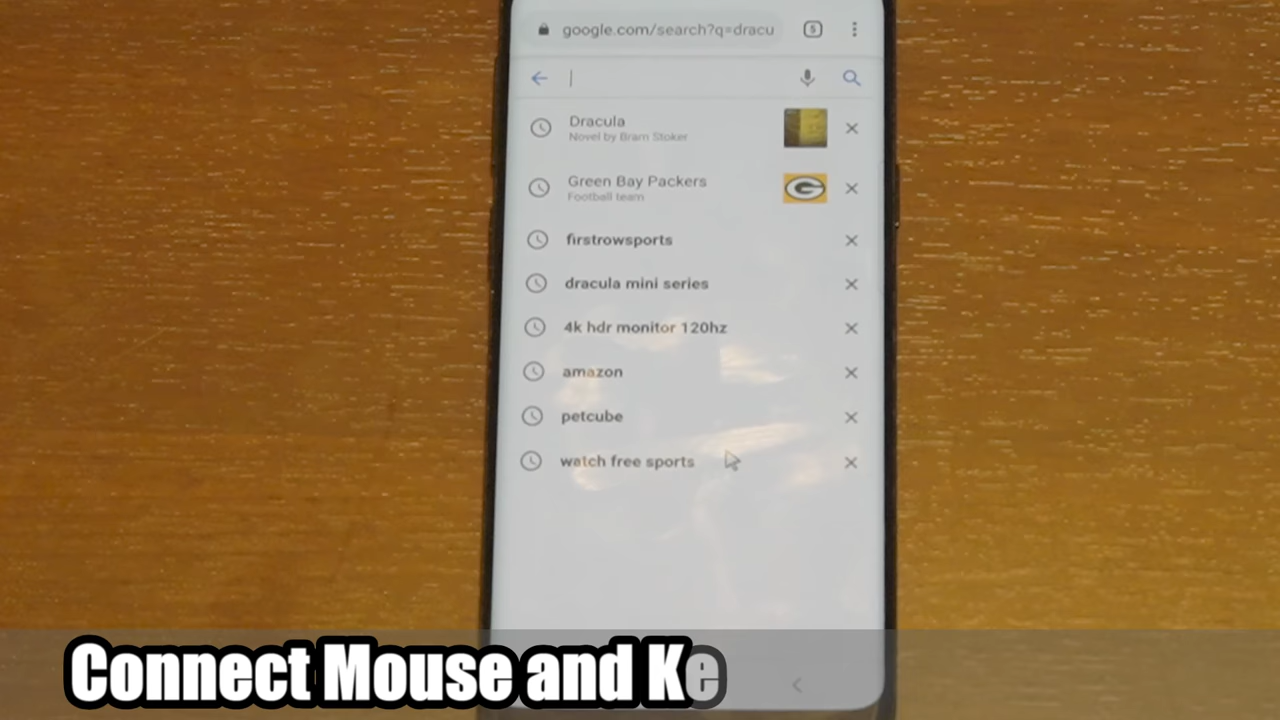 google.com/search?q=dracu
5
Dracula
Novel by Bram Stoker
Green Bay Packers
Football team
G
firstrowsports
dracula mini series
4k hdr monitor 120hz
amazon
petcube
watch free sports
Connect Mouse and Ke